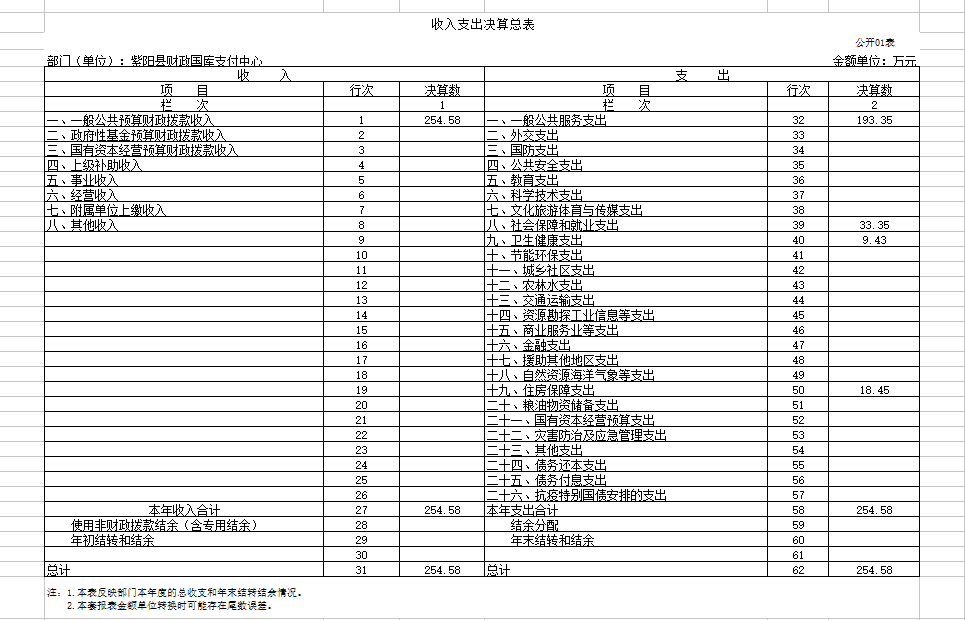 收入支出决算总表
公开01表
部门（单位）：紫阳县财政国库支付中心 金额单位：万元
收 入 支 出
项 目 行次 决算数 项 目 行次 决算数
栏 次 1 栏 次 2
一、一般公共预算财政拨款收入 1 254.58 一、一般公共服务支出 32 193.35
二、政府性基金预算财政拨款收入 2 二、外交支出 33
三、国有资本经营预算财政拨款收入 3 三、国防支出 34
四、上级补助收入 4 四、公共安全支出 35
五、事业收入 5 五、教育支出 36
六、经营收入 6 六、科学技术支出 37
七、附属单位上缴收入 7 七、文化旅游体育与传媒支出 38
八、其他收入 8 八、社会保障和就业支出 39 33.35
9 九、卫生健康支出 40 9.43
10 十、节能环保支出 41
11 十一、城乡社区支出 42
12 十二、农林水支出 43
13 十三、交通运输支出 44
14 十四、资源勘探工业信息等支出 45
15 十五、商业服务业等支出 46
16 十六、金融支出 47
17 十七、援助其他地区支出 48
18 十八、自然资源海洋气象等支出 49
19 十九、住房保障支出 50 18.45
20 二十、粮油物资储备支出 51
21 二十一、国有资本经营预算支出 52
22 二十二、灾害防治及应急管理支出 53
23 二十三、其他支出 54
24 二十四、债务还本支出 55
25 二十五、债务付息支出 56
26 二十六、抗疫特别国债安排的支出 57
本年收入合计 27 254.58 本年支出合计 58 254.58
使用非财政拨款结余（含专用结余） 28 结余分配 59
年初结转和结余 29 年末结转和结余 60
30 61
总计 31 254.58 总计 62 254.58
注：1.本表反映部门本年度的总收支和年末结转结余情况。
2.本套报表金额单位转换时可能存在尾数误差。